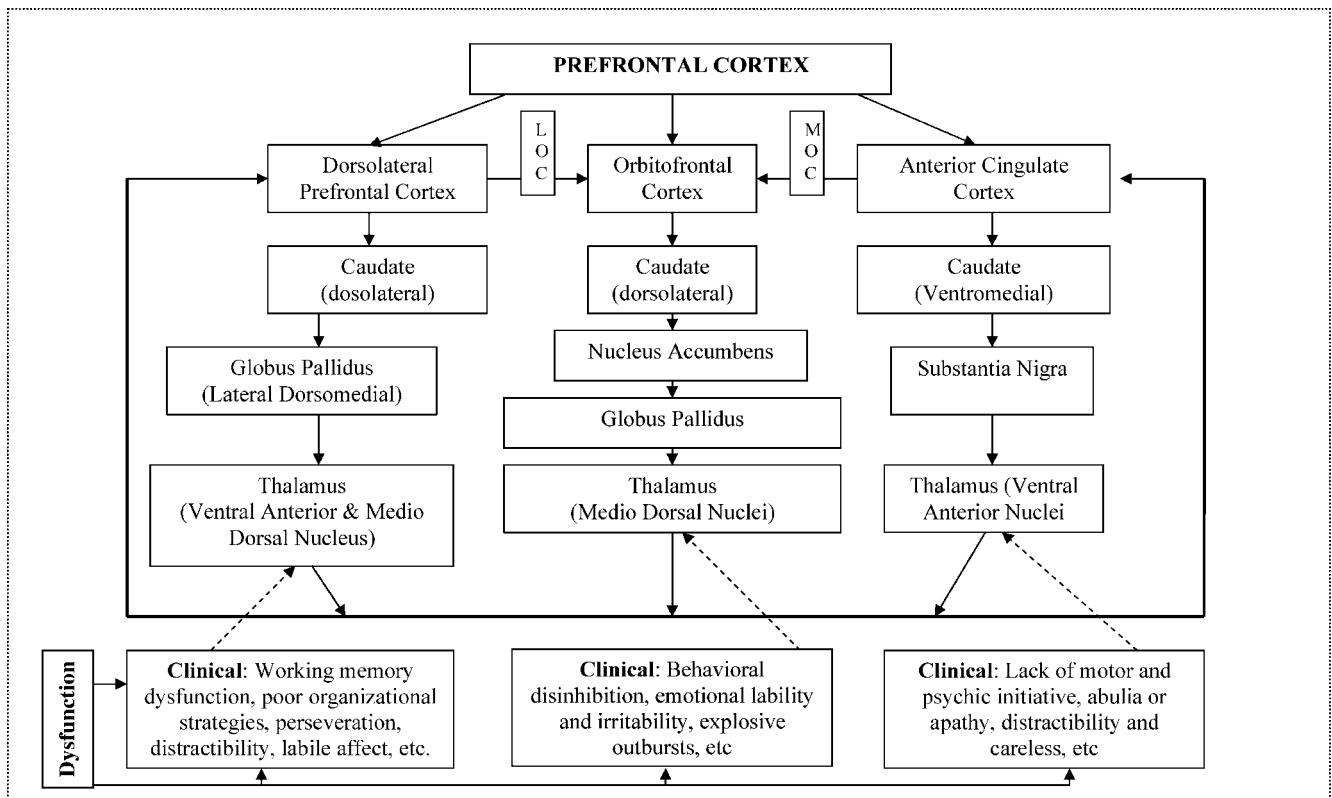 PREFRONTAL CORTEX
L
O
C
M
O
C
Dorsolateral
Prefrontal Cortex
Orbitofrontal
Cortex
Anterior Cingulate
Cortex
Caudate
(dosolateral)
Caudate
(dorsolateral)
Caudate
(Ventromedial)
Globus Pallidus
(Lateral Dorsomedial)
Nucleus Accumbens
Substantia Nigra
Globus Pallidus
Thalamus
(Ventral Anterior & Medio
Dorsal Nucleus)
Thalamus
(Medio Dorsal Nuclei)
Thalamus (Ventral
Anterior Nuclei
Dysfunction
Clinical: Working memory
dysfunction, poor organizational
strategies, perseveration,
distractibility, labile affect, etc.
Clinical: Behavioral
disinhibition, emotional lability
and irritability, explosive
outbursts, etc
Clinical: Lack of motor and
psychic initiative, abulia or
apathy, distractibility and
careless, etc